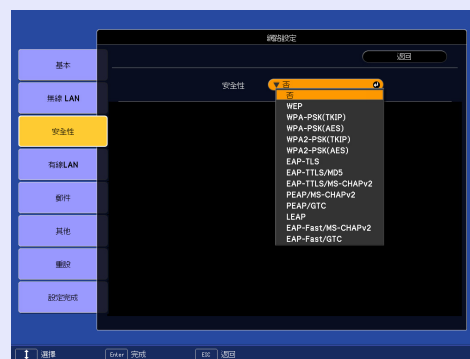 網路設定
返回
基本
無線 LAN
安全性
有線LAN
郵件
其他
重設
設定完成
安全性 否
否
WEP
WPA-PSK(TKIP)
WPA-PSK(AES)
WPA2-PSK(TKIP)
WPA2-PSK(AES)
EAP-TLS
EAP-TTLS/MD5
EAP-TTLS/MS-CHAPv2
PEAP/MS-CHAPv2
PEAP/GTC
LEAP
EAP-Fast/MS-CHAPv2
EAP-Fast/GTC
選擇 Enter 完成 ESC 返回